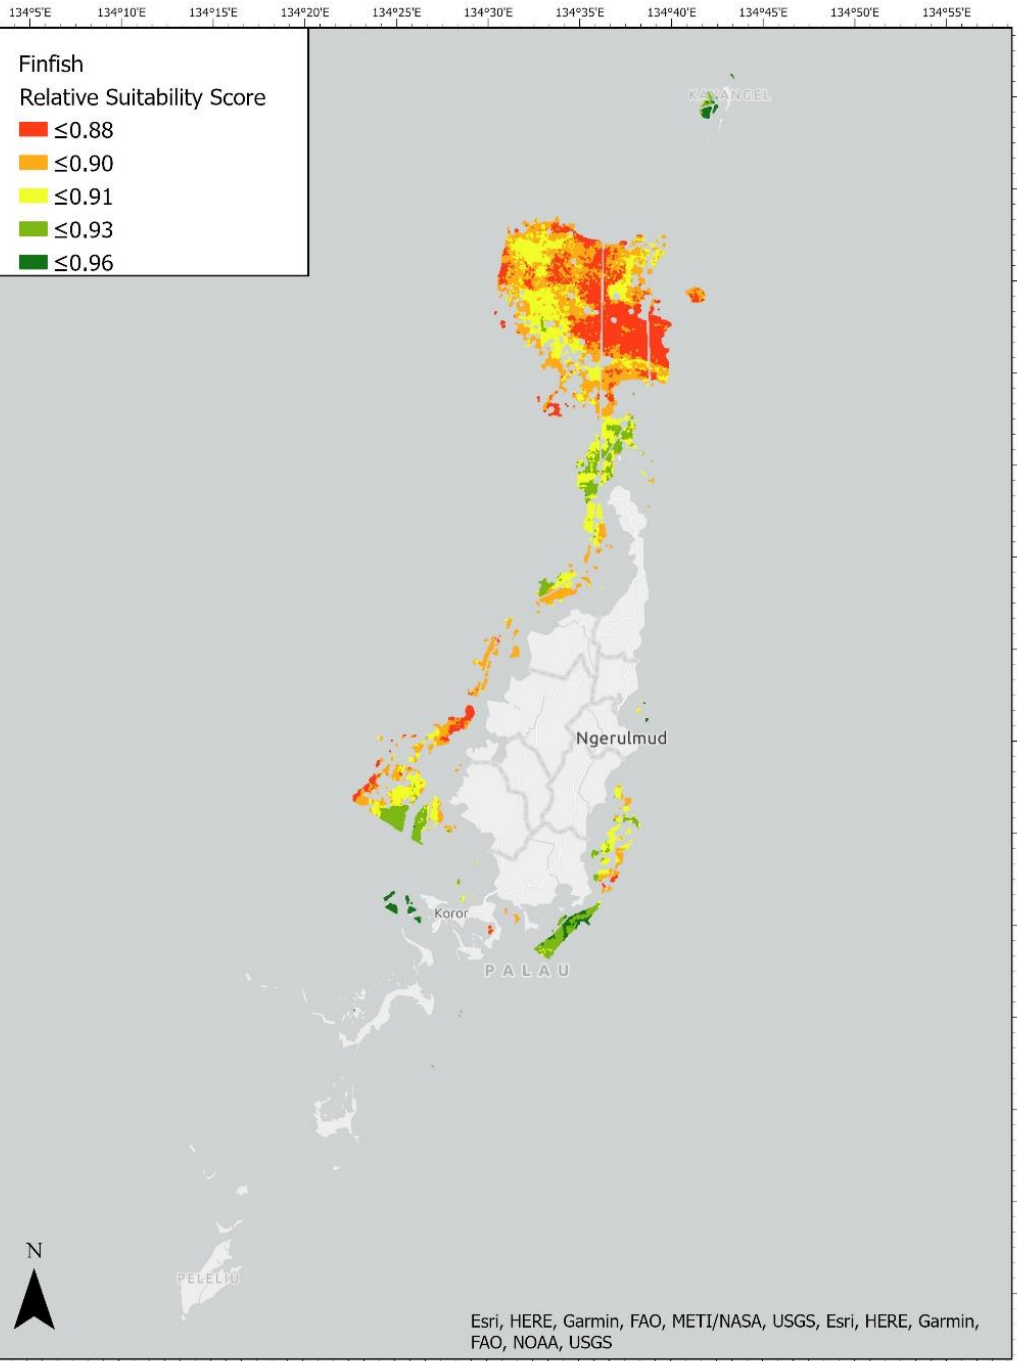 134°5'E 134°10'E 134°15'E 134°20'E 134°25'E 134°30'E 134°35'E 134°40'E 134°45'E 134°50'E 134°55'E
Finfish
Relative Suitability Score
≤0.88
≤0.90
≤0.91
≤0.93
≤0.96
KAYANGEL
Ngerulmud
Koror
PALAU
PELELIU
N
Esri, HERE, Garmin, FAO, METI/NASA, USGS, Esri, HERE, Garmin,
FAO, NOAA, USGS